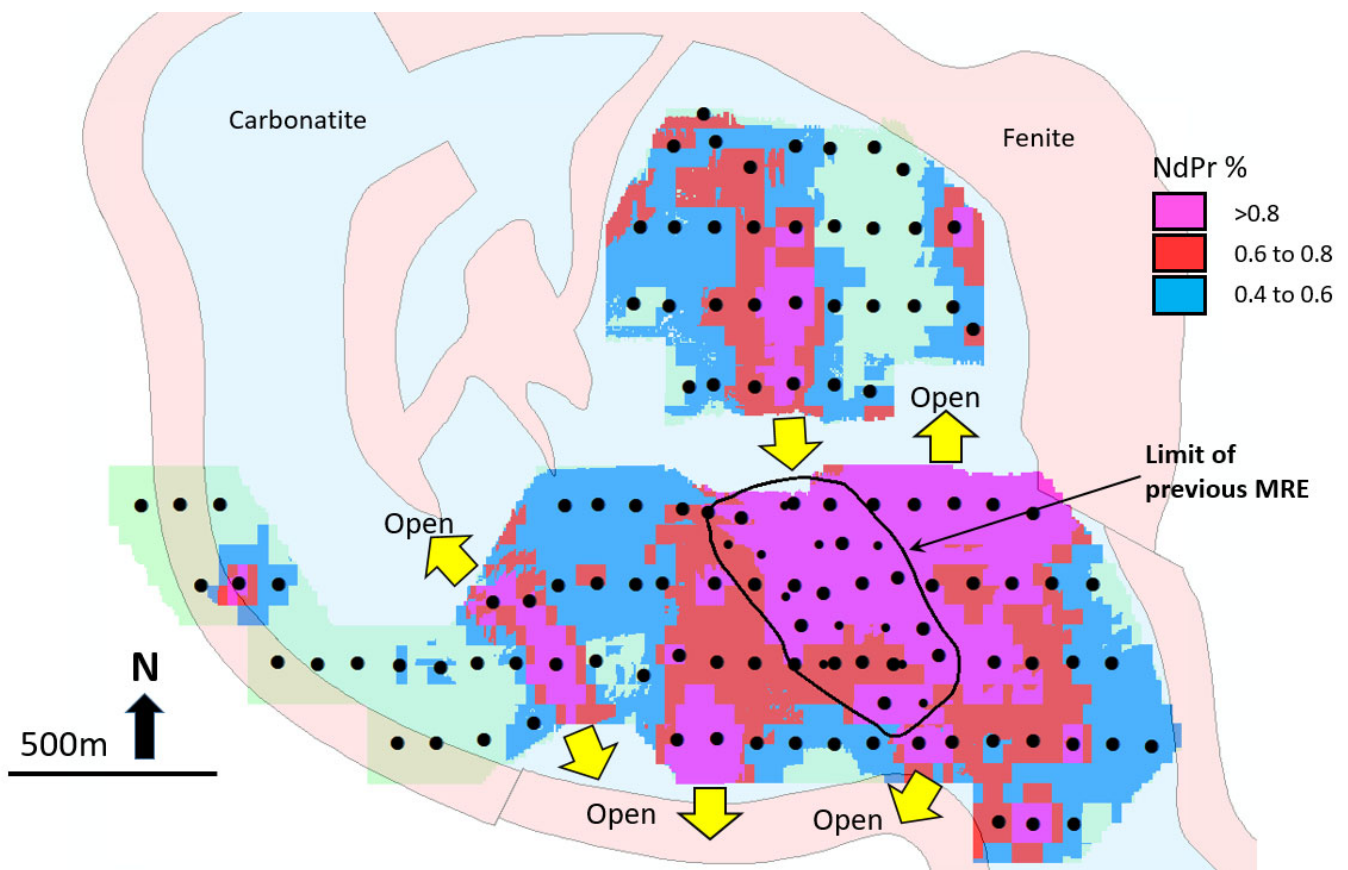 Carbonatite
Fenite
NdPr %
>0.8
0.6 to 0.8
0.4 to 0.6
Open
Limit of
previous MRE
Open
N
500m
Open
Open